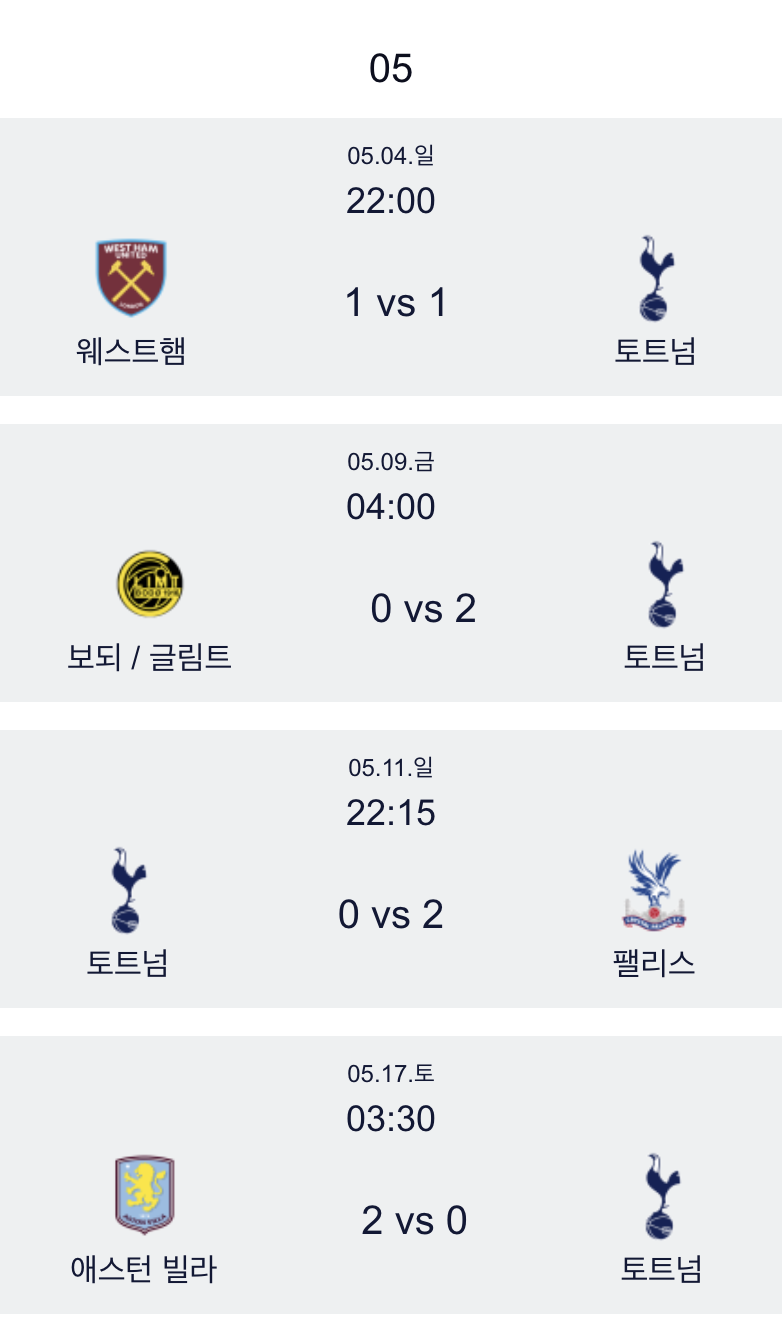 05
05.04.일
22:00
WEST HAM
UNITED
LONDON
1 vs 1
웨스트햄
토트넘
05.09.금
04:00
0 vs 2
보되 / 글림트
토트넘
05.11.일
22:15
0 vs 2
토트넘
팰리스
05.17.토
03:30
ASTON VILLA
2 vs 0
애스턴 빌라
토트넘